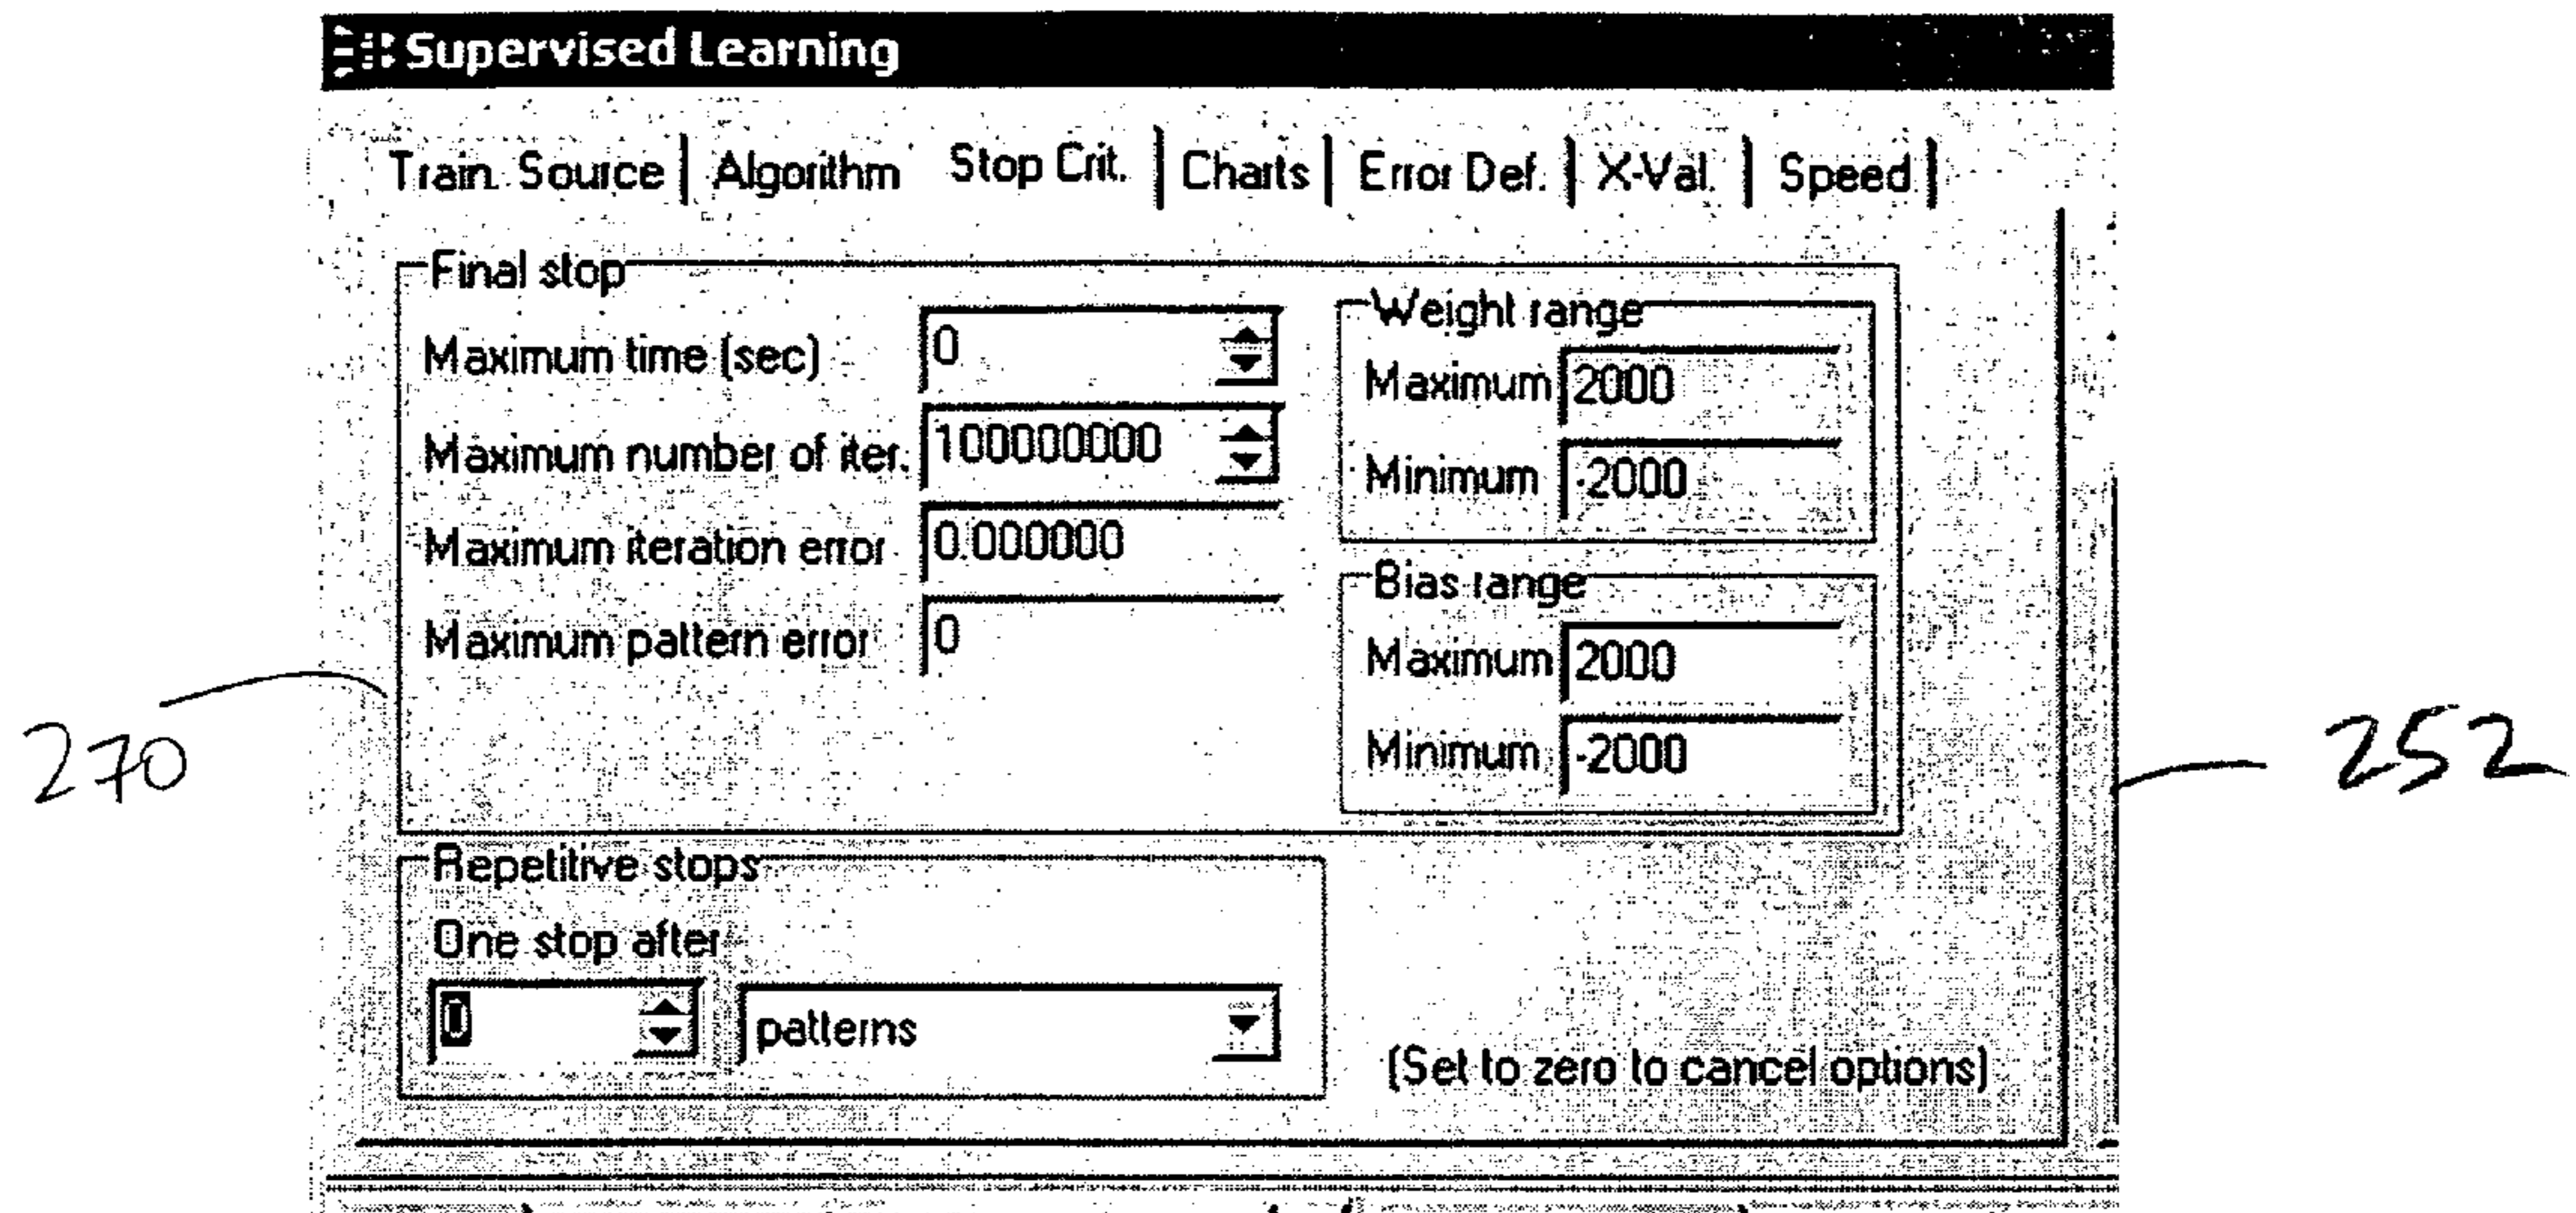 Supervised Learning
Train. Source | Algorithm Stop Crit. | Charts | Error Def. | X-Val. | Speed |
Final stop
Maximum time (sec) 0
Maximum number of iter. 100000000
Maximum iteration error 0.000000
Maximum pattern error 0
Weight range
Maximum 2000
Minimum -2000
Bias range
Maximum 2000
Minimum -2000
270
252
Repetitive stops
One stop after
0 patterns
(Set to zero to cancel options)